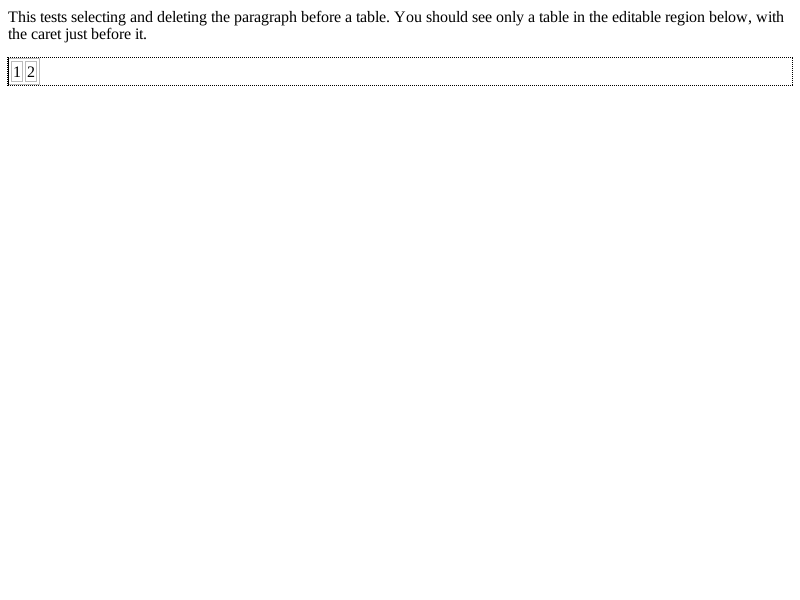 This tests selecting and deleting the paragraph before a table. You should see only a table in the editable region below, with
the caret just before it.
1 2